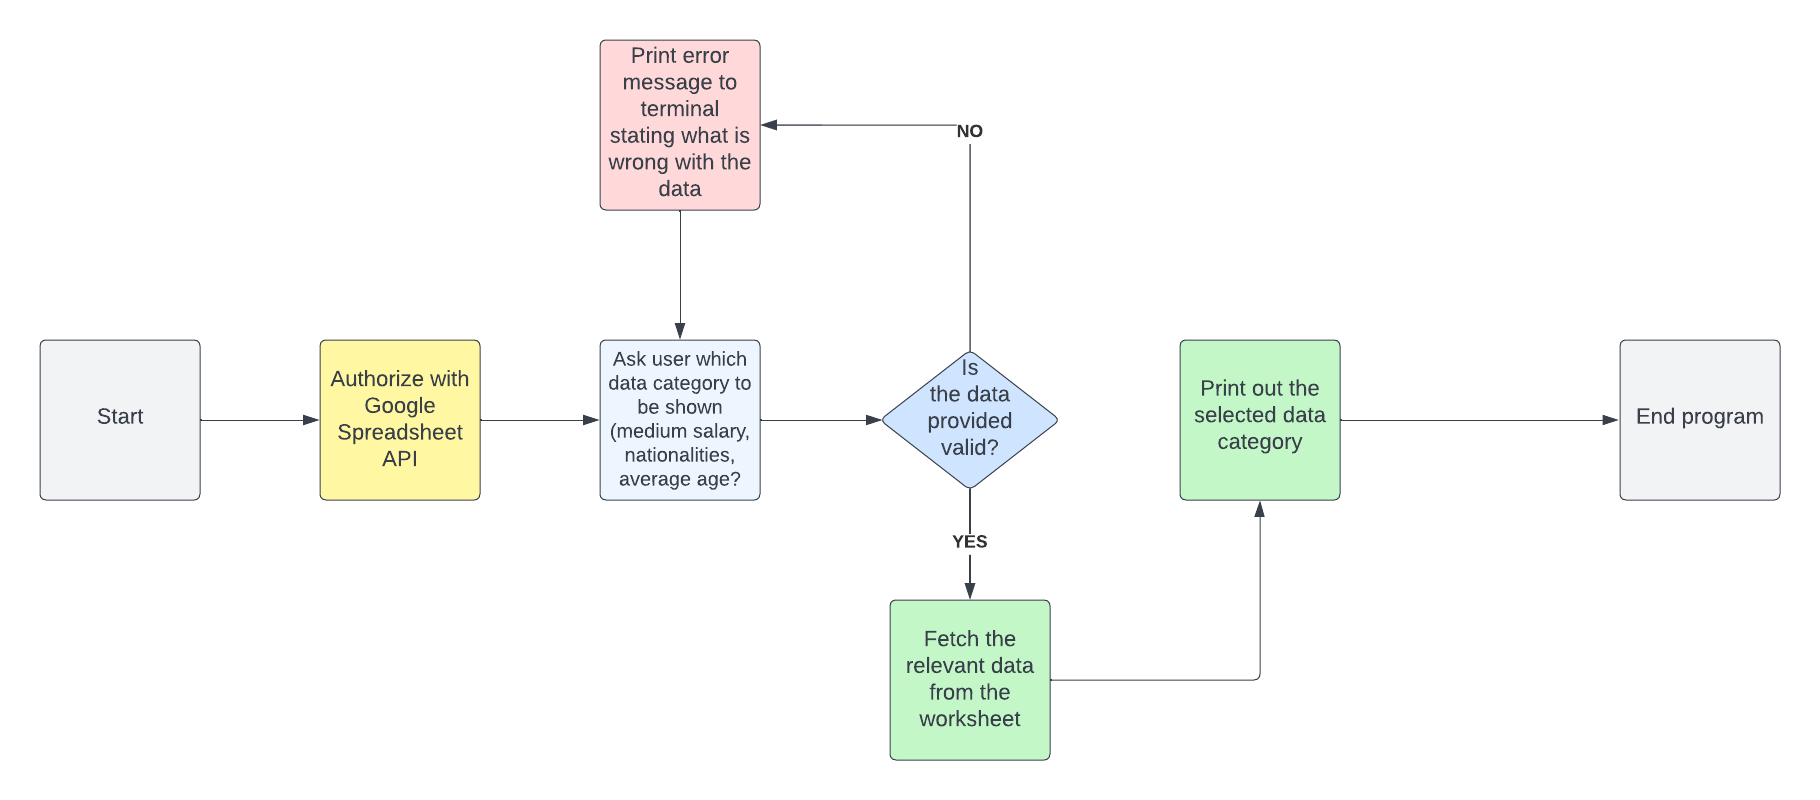 Print error
message to
terminal
stating what is
wrong with the
data
NO
Start
Authorize with
Google
Spreadsheet
API
Ask user which
data category to
be shown
(medium salary,
nationalities,
average age?
Is
the data
provided
valid?
Print out the
selected data
category
End program
YES
Fetch the
relevant data
from the
worksheet